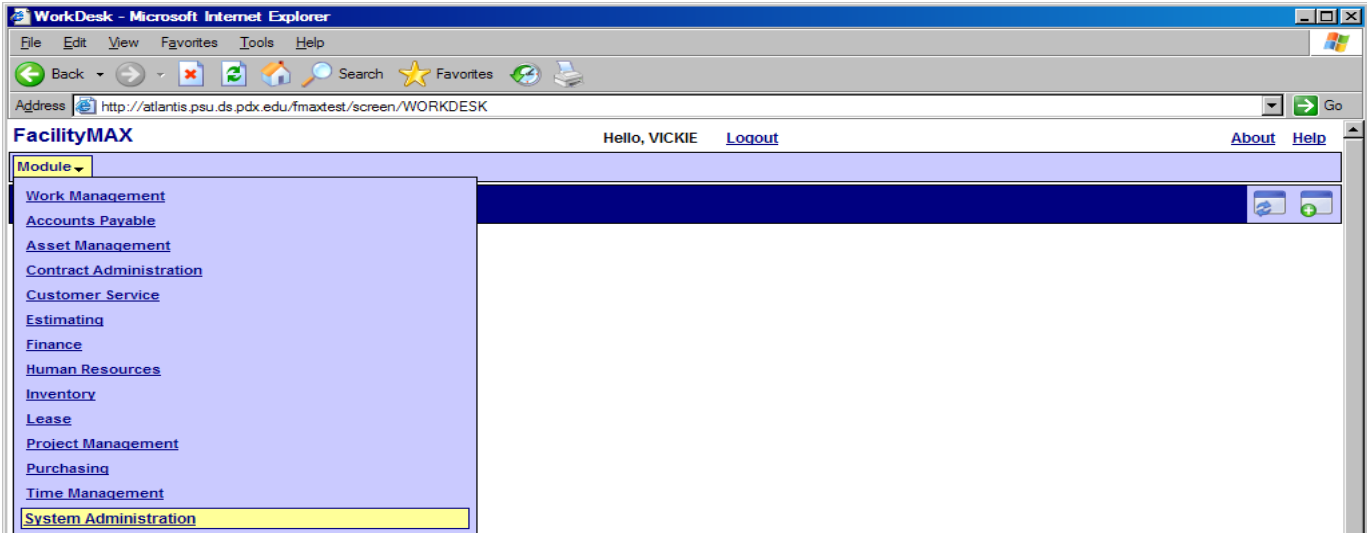 WorkDesk - Microsoft Internet Explorer
File Edit View Favorites Tools Help
Back Search Favorites
Address http://atlantis.psu.ds.pdx.edu/fmaxtest/screen/WORKDESK Go
FacilityMAX Hello, VICKIE Logout About Help
Module
Work Management
Accounts Payable
Asset Management
Contract Administration
Customer Service
Estimating
Finance
Human Resources
Inventory
Lease
Project Management
Purchasing
Time Management
System Administration